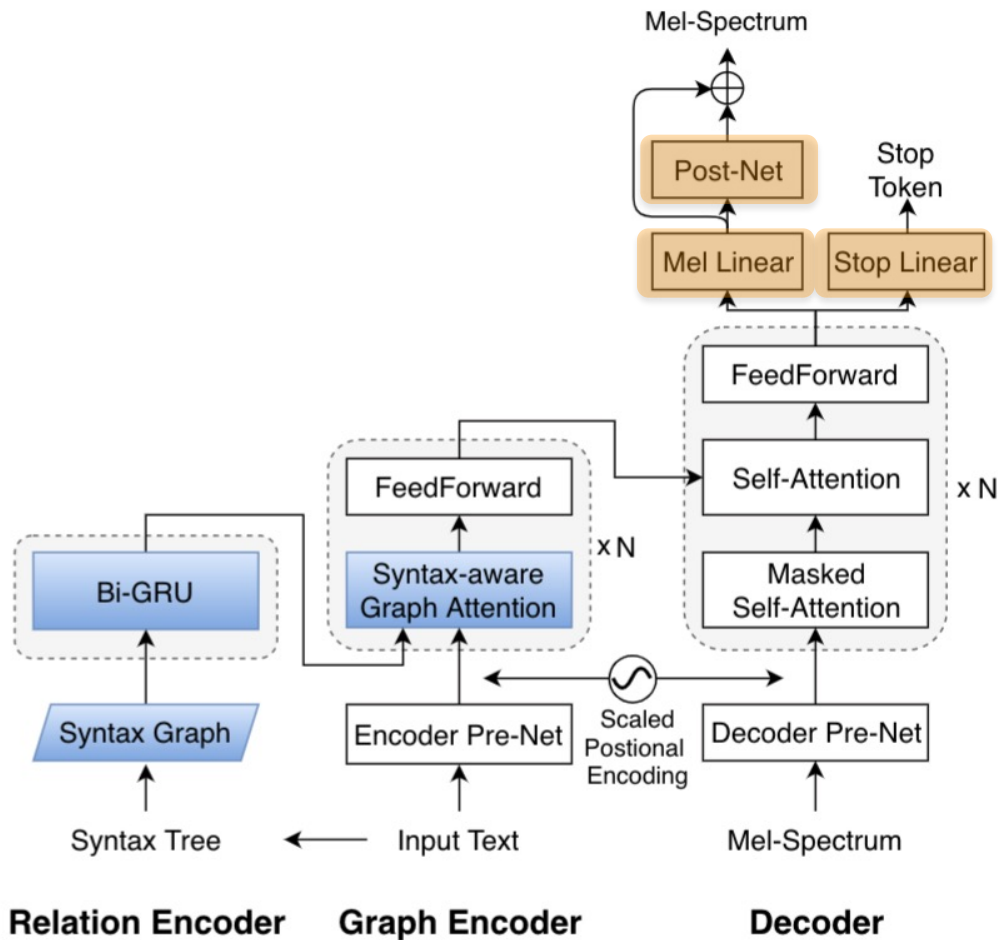 Mel-Spectrum
Post-Net
Stop
Token
Mel Linear
Stop Linear
FeedForward
Self-Attention
x N
Masked
Self-Attention
FeedForward
x N
Syntax-aware
Graph Attention
Bi-GRU
Scaled
Postional
Encoding
Syntax Graph
Encoder Pre-Net
Decoder Pre-Net
Syntax Tree
Input Text
Mel-Spectrum
Relation Encoder
Graph Encoder
Decoder